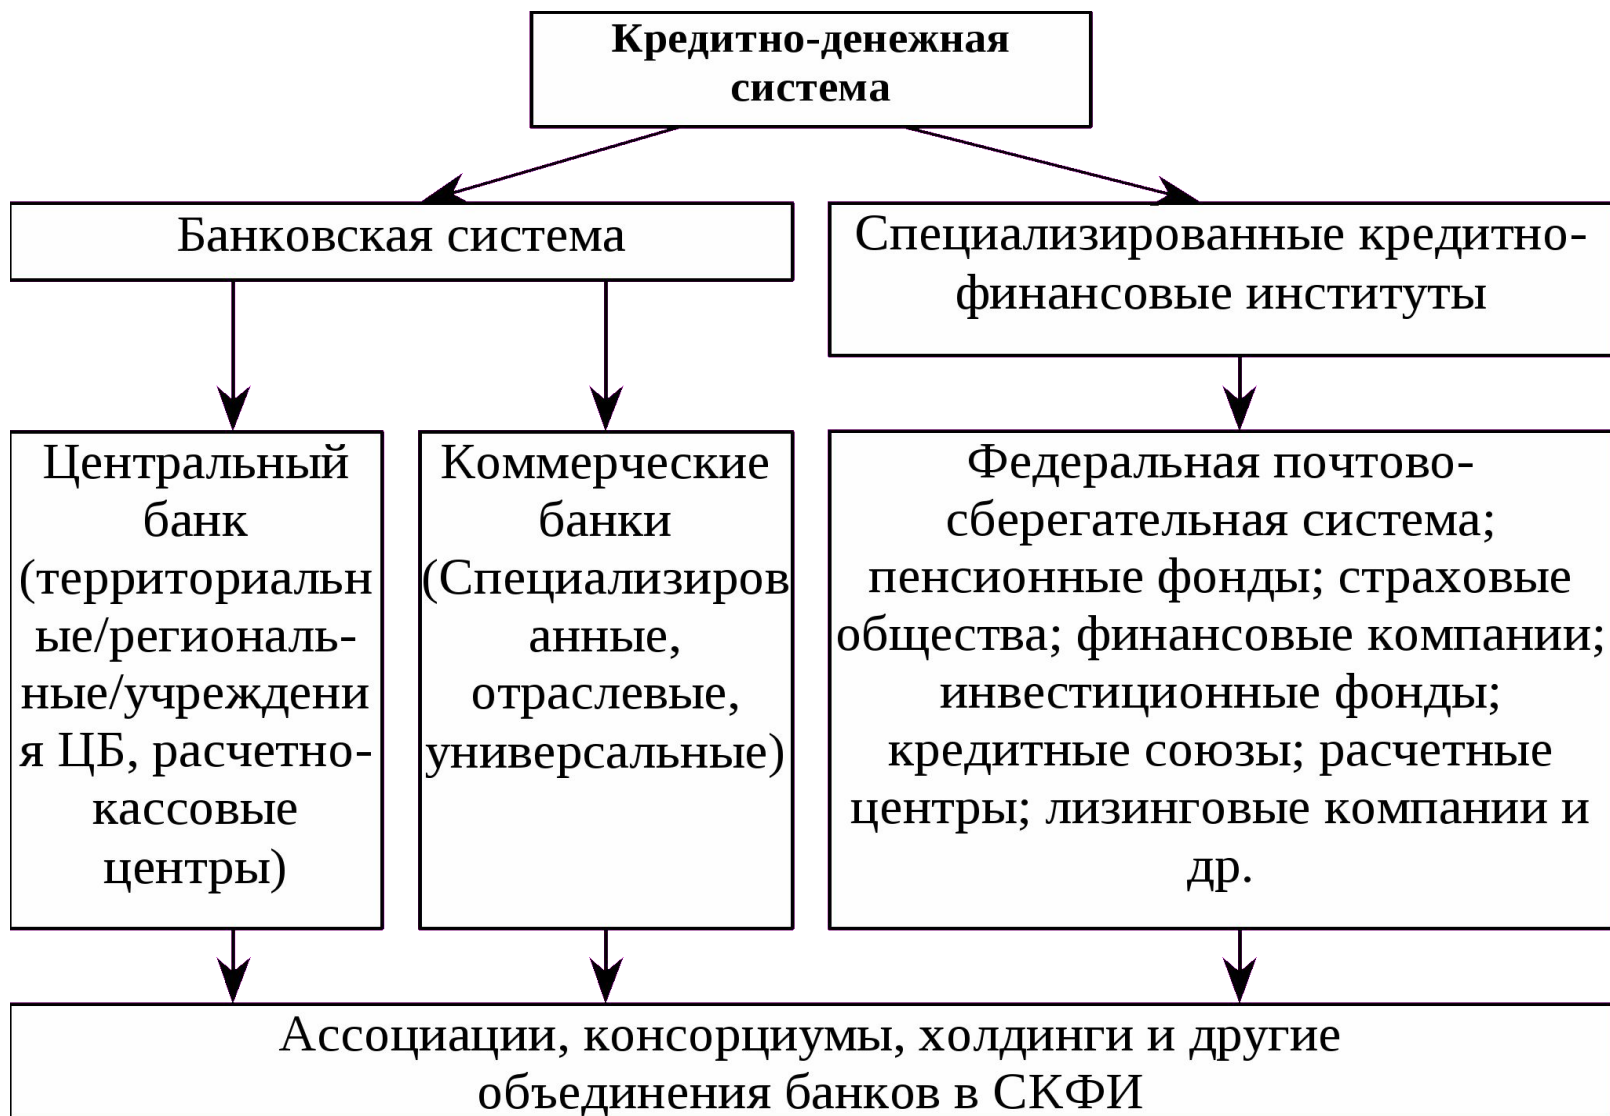 Кредитно-денежная
система
Банковская система
Специализированные кредитно-
финансовые институты
Центральный
банк
(территориальн
ые/региональ-
ные/учреждени
я ЦБ, расчетно-
кассовые
центры)
Коммерческие
банки
(Специализиров
анные,
отраслевые,
универсальные)
Федеральная почтово-
сберегательная система;
пенсионные фонды; страховые
общества; финансовые компании;
инвестиционные фонды;
кредитные союзы; расчетные
центры; лизинговые компании и
др.
Ассоциации, консорциумы, холдинги и другие
объединения банков в СКФИ